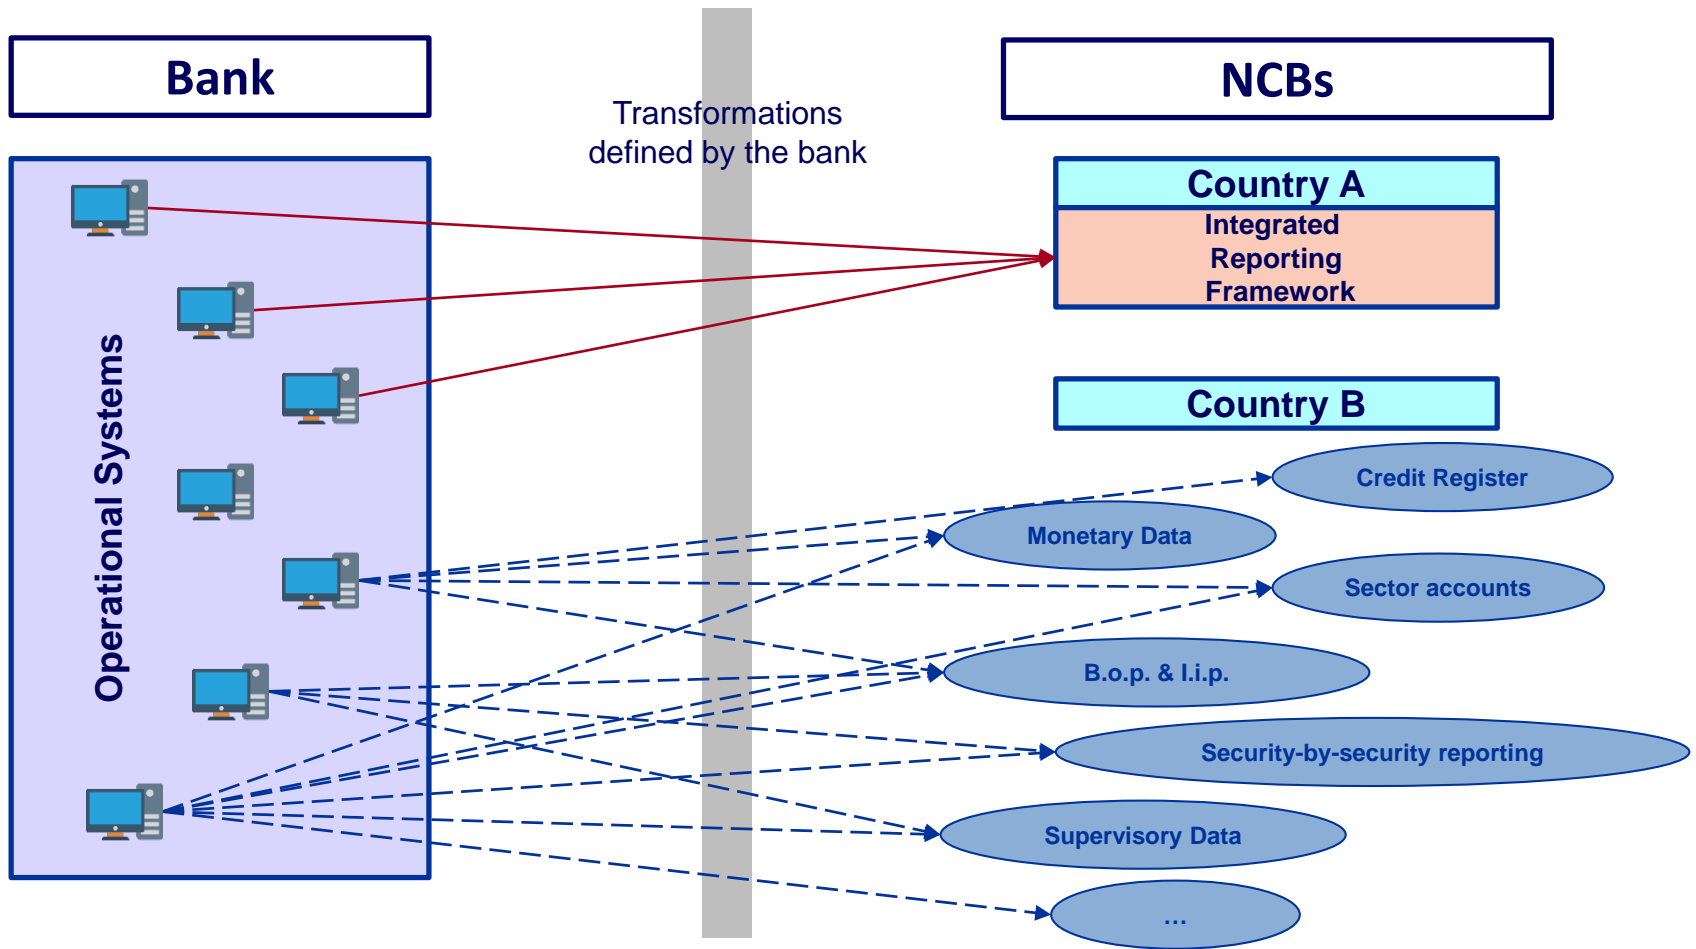 Bank
NCBs
Transformations
defined by the bank
Operational Systems
Country A
Integrated
Reporting
Framework
Country B
Credit Register
Monetary Data
Sector accounts
B.o.p. & I.i.p.
Security-by-security reporting
Supervisory Data
…